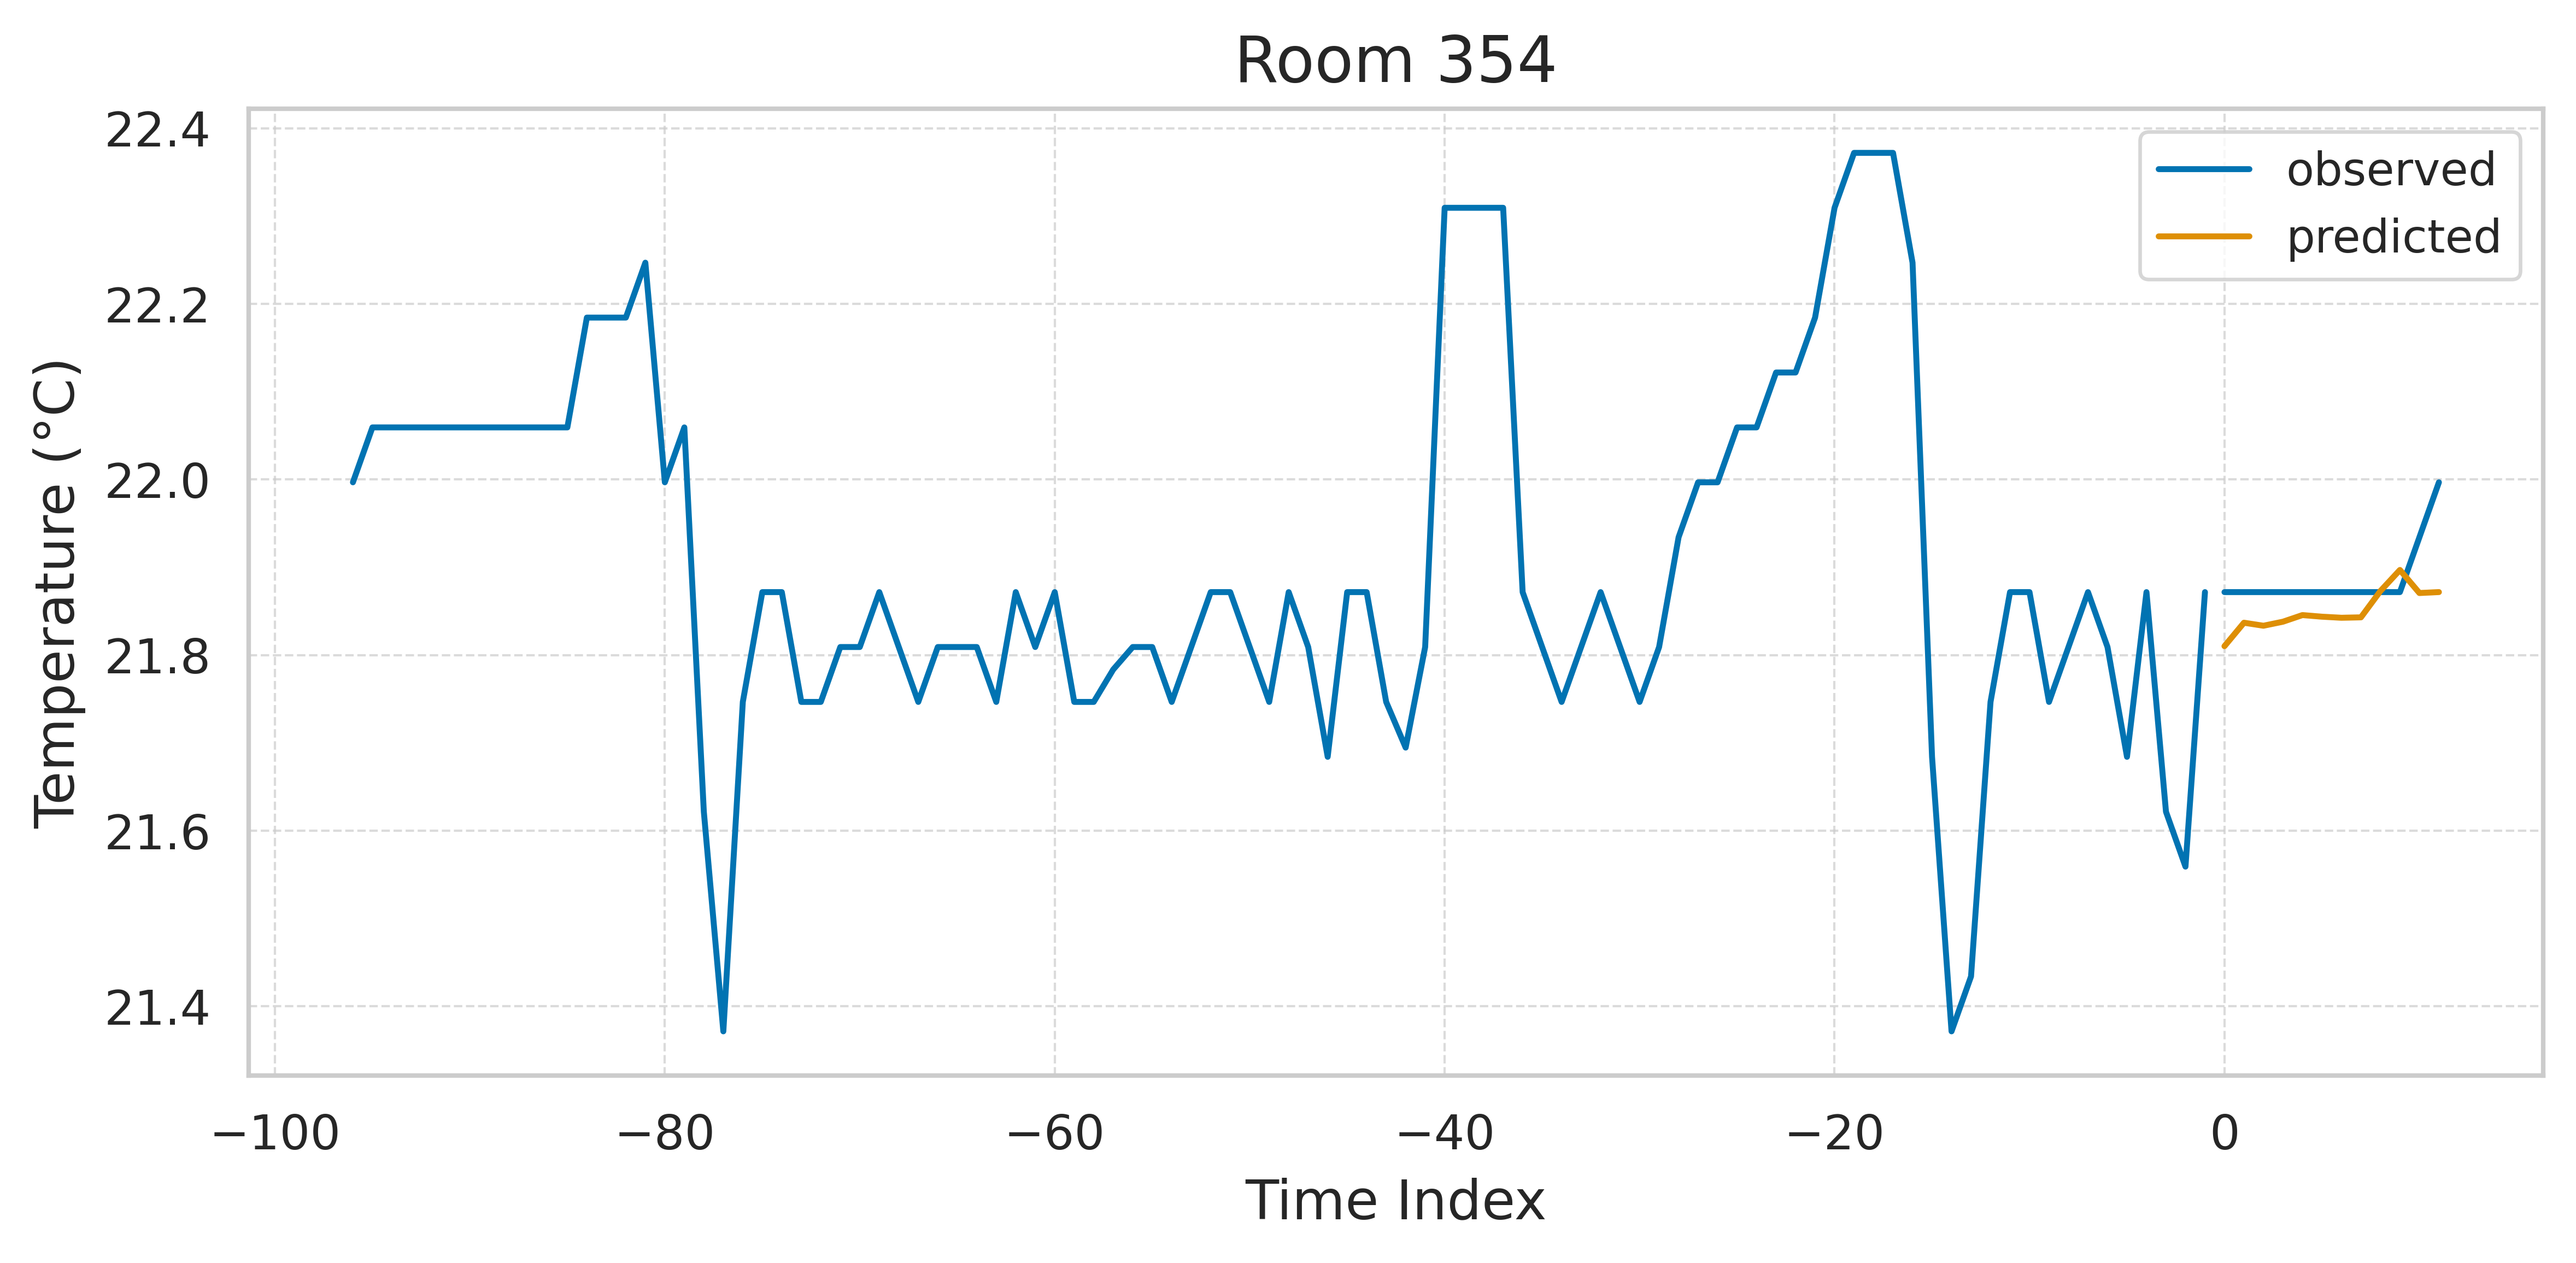 Room 354
22.4
22.2
22.0
21.8
21.6
21.4
Temperature (°C)
−100
−80
−60
−40
−20
0
Time Index
observed
predicted